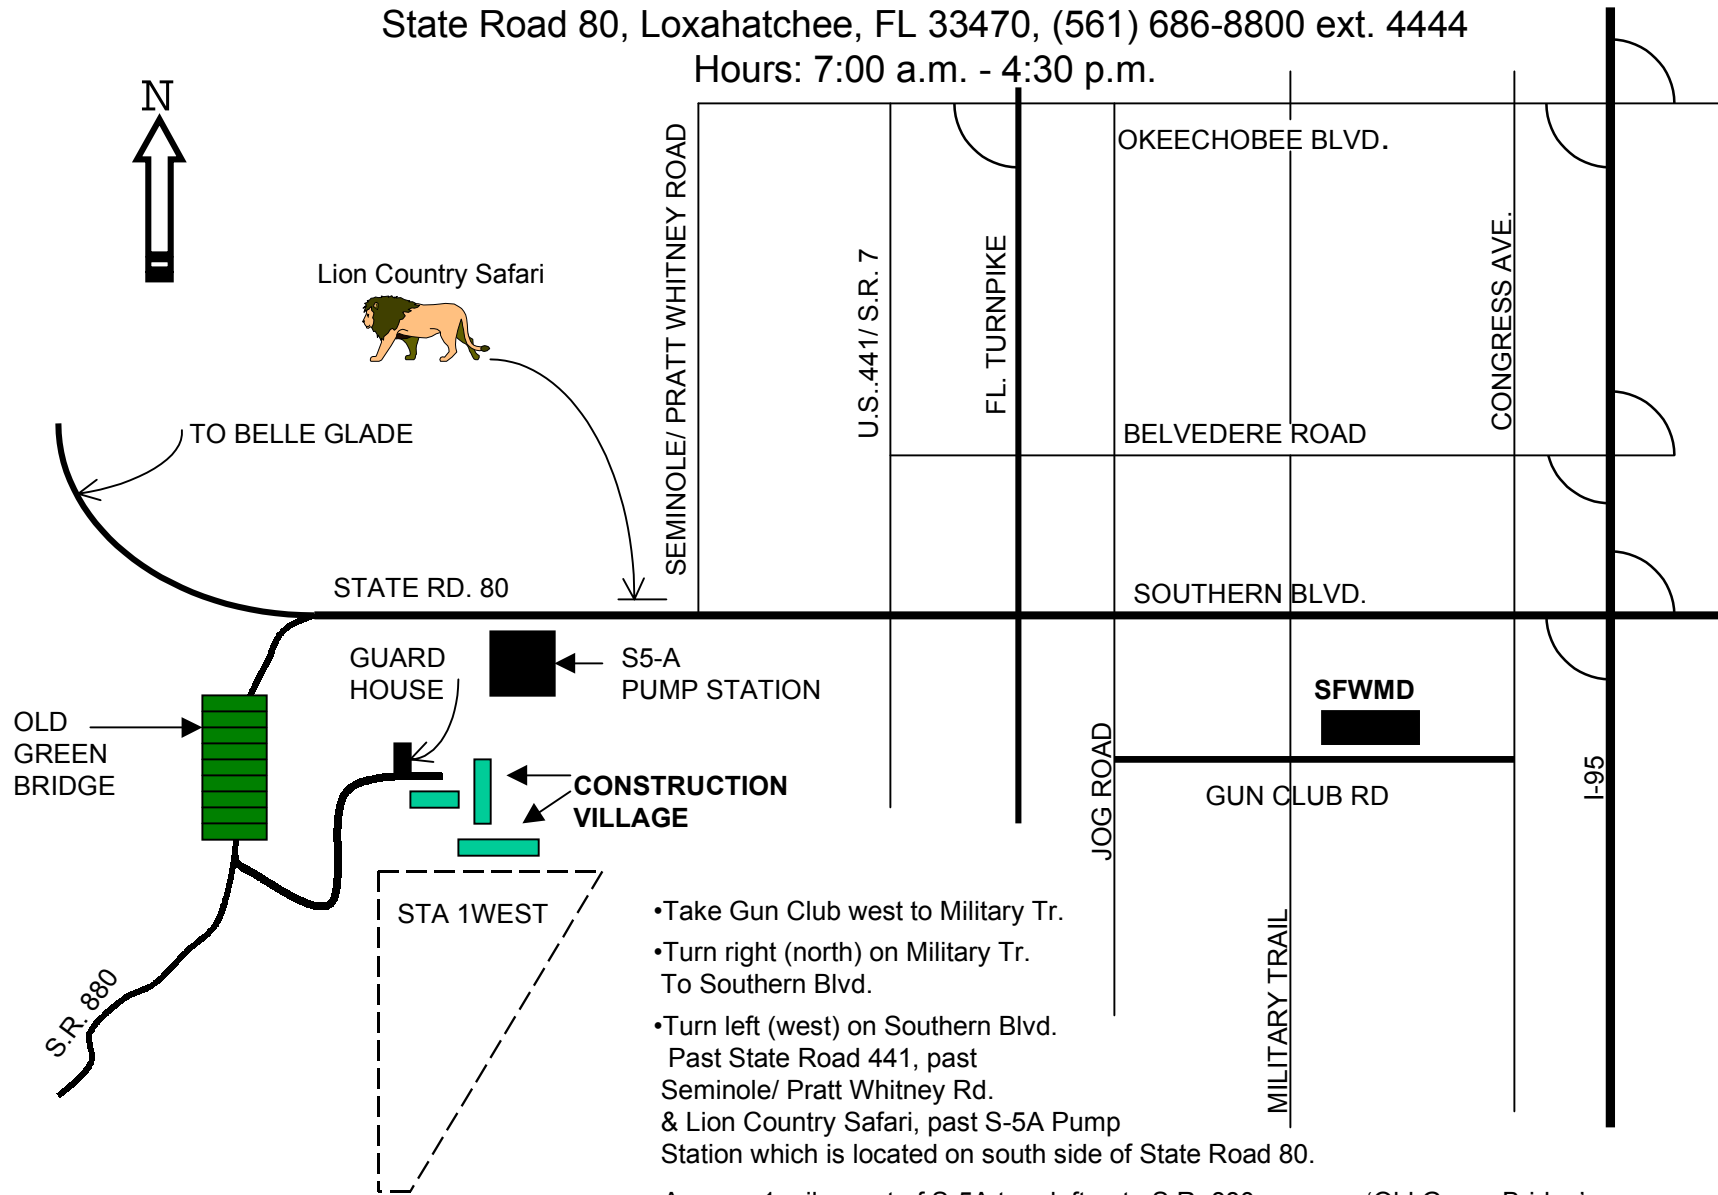 State Road 80, Loxahatchee, FL 33470, (561) 686-8800 ext. 4444
Hours: 7:00 a.m. - 4:30 p.m.
N
OKEECHOBEE BLVD.
SEMINOLE/ PRATT WHITNEY ROAD
U.S..441/ S.R. 7
FL. TURNPIKE
CONGRESS AVE.
Lion Country Safari
TO BELLE GLADE
BELVEDERE ROAD
STATE RD. 80
SOUTHERN BLVD.
GUARD
HOUSE
S5-A
PUMP STATION
SFWMD
OLD
GREEN
BRIDGE
CONSTRUCTION
VILLAGE
JOG ROAD
GUN CLUB RD
I-95
STA 1WEST
S.R. 880
MILITARY TRAIL
•Take Gun Club west to Military Tr.
•Turn right (north) on Military Tr.
To Southern Blvd.
•Turn left (west) on Southern Blvd.
Past State Road 441, past
Seminole/ Pratt Whitney Rd.
& Lion Country Safari, past S-5A Pump
Station which is located on south side of State Road 80.